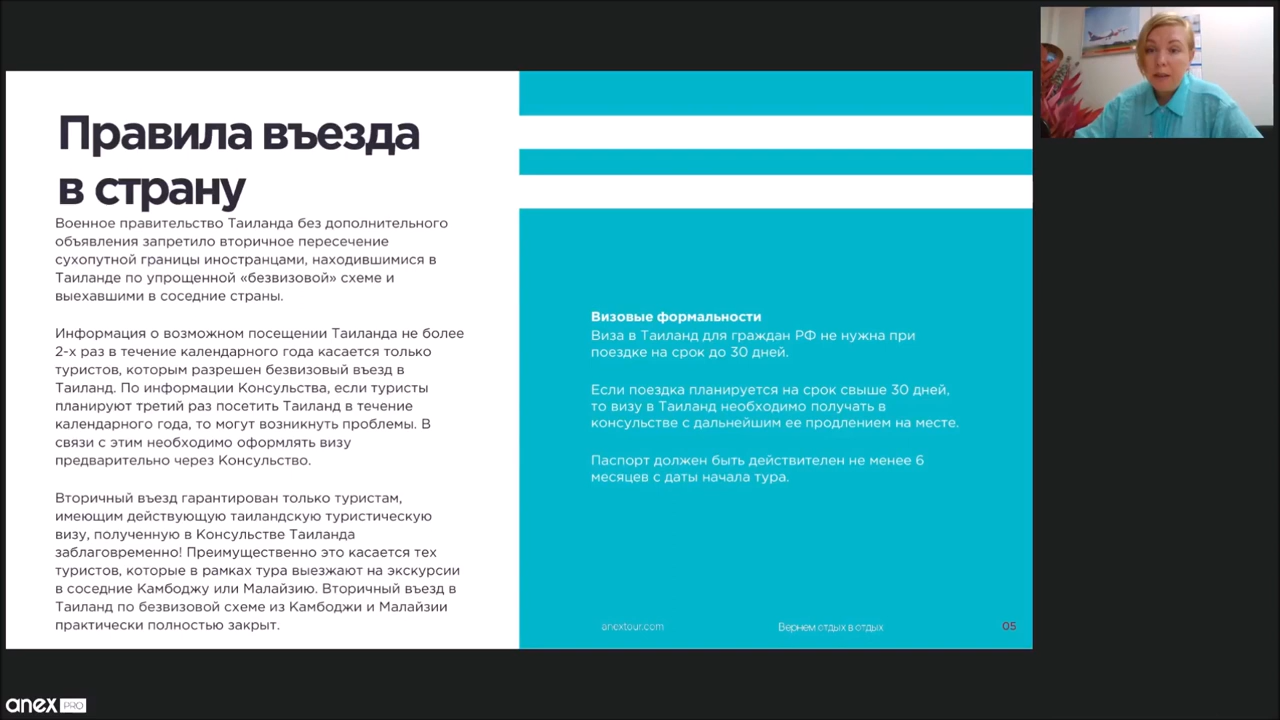 Правила въезда
в страну
Военное правительство Таиланда без дополнительного
объявления запретило вторичное пересечение
сухопутной границы иностранцами, находившимися в
Таиланде по упрощенной «безвизовой» схеме и
выехавшими в соседние страны.
Информация о возможном посещении Таиланда не более
2-х раз в течение календарного года касается только
туристов, которым разрешен безвизовый въезд в
Таиланд. По информации Консульства, если туристы
планируют третий раз посетить Таиланд в течение
календарного года, то могут возникнуть проблемы. В
связи с этим необходимо оформлять визу
предварительно через Консульство.
Вторичный въезд гарантирован только туристам,
имеющим действующую таиландскую туристическую
визу, полученную в Консульстве Таиланда
заблаговременно! Преимущественно это касается тех
туристов, которые в рамках тура выезжают на экскурсии
в соседние Камбоджу или Малайзию. Вторичный въезд в
Таиланд по безвизовой схеме из Камбоджи и Малайзии
практически полностью закрыт.
Визовые формальности
Виза в Таиланд для граждан РФ не нужна при
поездке на срок до 30 дней.
Если поездка планируется на срок свыше 30 дней,
то визу в Таиланд необходимо получать в
консульстве с дальнейшим ее продлением на месте.
Паспорт должен быть действителен не менее 6
месяцев с даты начала тура.
anextour.com
Вернем отдых в отдых
05
anex PRO